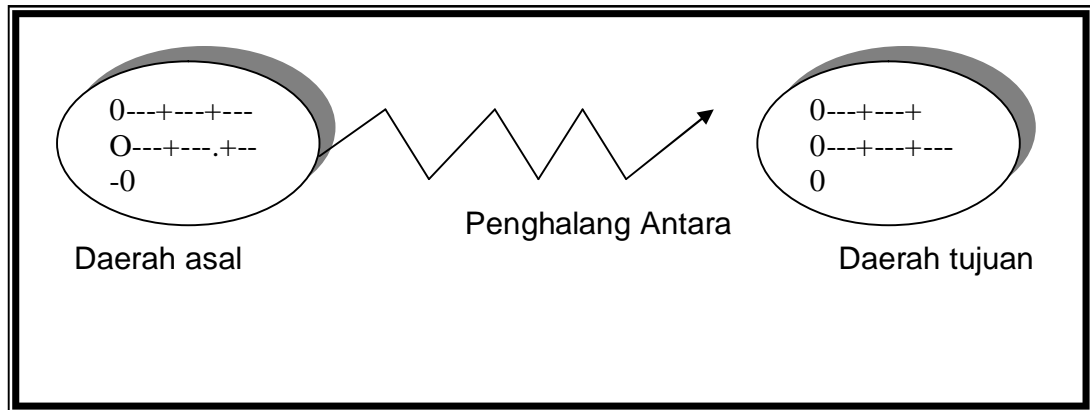 0---+---+---
O---+---.+--
-0
0---+---+
0---+---+---
0
Penghalang Antara
Daerah asal
Daerah tujuan